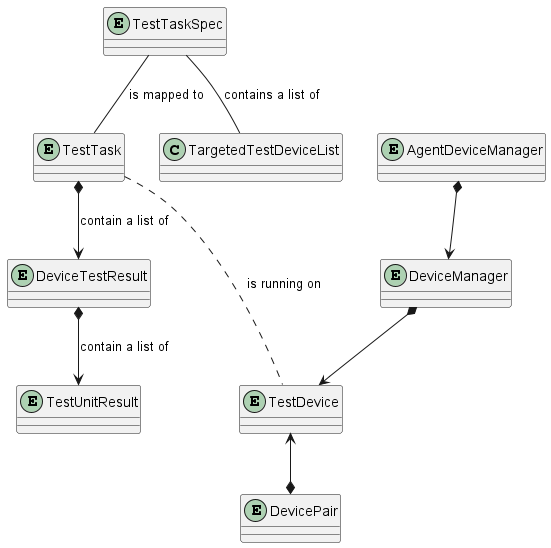 E TestTaskSpec
is mapped to
contains a list of
E TestTask
C TargetedTestDeviceList
E AgentDeviceManager
contain a list of
E DeviceTestResult
E DeviceManager
is running on
contain a list of
E TestUnitResult
E TestDevice
E DevicePair